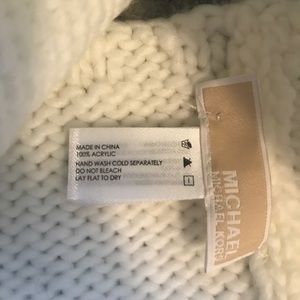 MADE IN CHINA
100% ACRYLIC
HAND WASH COLD SEPARATELY
DO NOT BLEACH
LAY FLAT TO DRY
MICHAEL
MICHAEL KORS